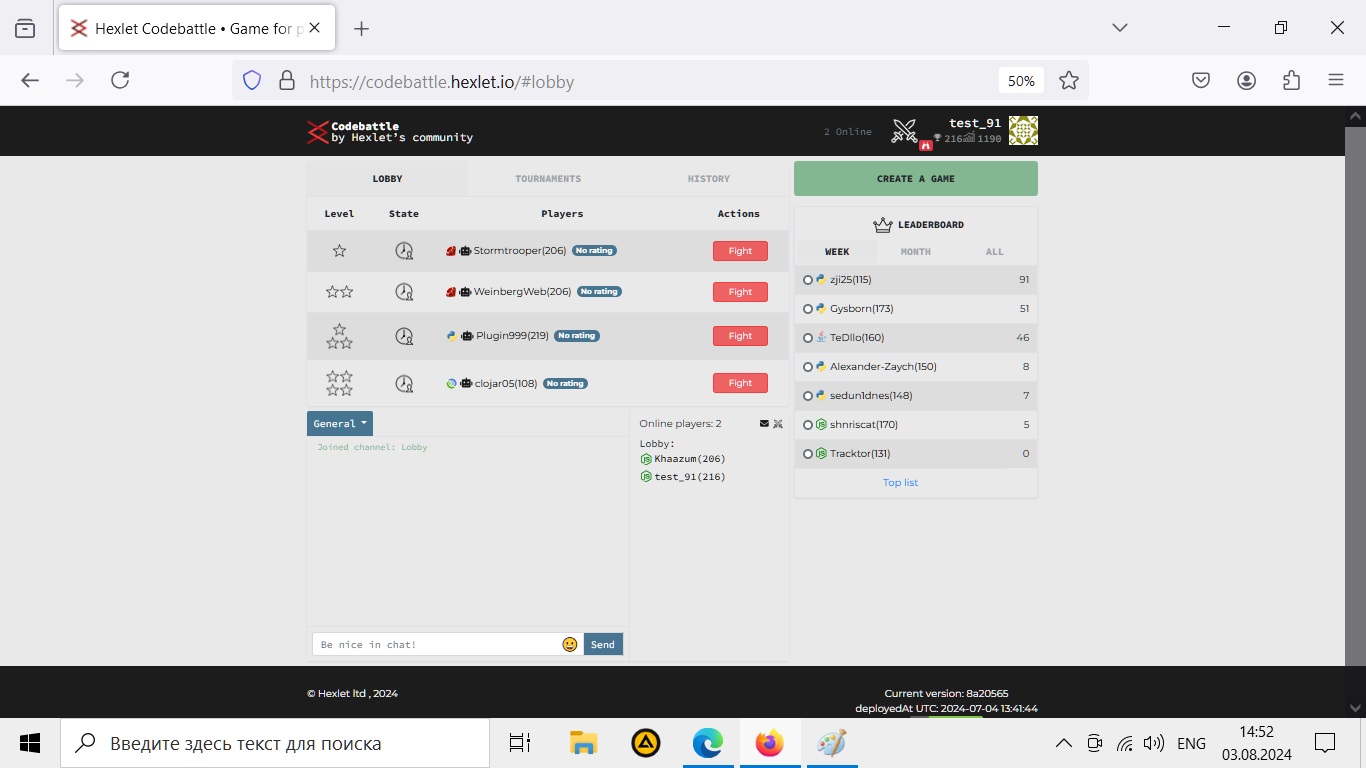 Hexlet Codebattle • Game for p
https://codebattle.hexlet.io/#lobby
50%
Codebattle
by Hexlet's community
2 Online
test_91
216 1190
LOBBY TOURNAMENTS HISTORY
CREATE A GAME
Level State Players Actions
Stormtrooper(206) No rating Fight
WeinbergWeb(206) No rating Fight
Plugin999(219) No rating Fight
clojar05(108) No rating Fight
LEADERBOARD
WEEK MONTH ALL
zji25(115) 91
Gysborn(173) 51
TeDllo(160) 46
Alexander-Zaych(150) 8
sedun1dnes(148) 7
shnriscat(170) 5
Tracktor(131) 0
Top list
General
Joined channel: Lobby
Online players: 2
Lobby:
Khaazum(206)
test_91(216)
Be nice in chat!
Send
© Hexlet ltd , 2024
Current version: 8a20565
deployedAt UTC: 2024-07-04 13:41:44
Введите здесь текст для поиска
ENG
14:52
03.08.2024